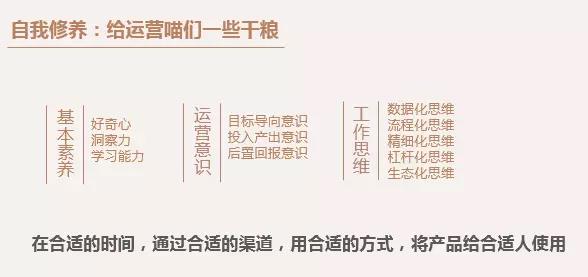 自我修养：给运营喵们一些干粮
基本素养
好奇心
洞察力
学习能力
运营意识
目标导向意识
投入产出意识
后置回报意识
工作思维
数据化思维
流程化思维
精细化思维
杠杆化思维
生态化思维
在合适的时间，通过合适的渠道，用合适的方式，将产品给合适人使用